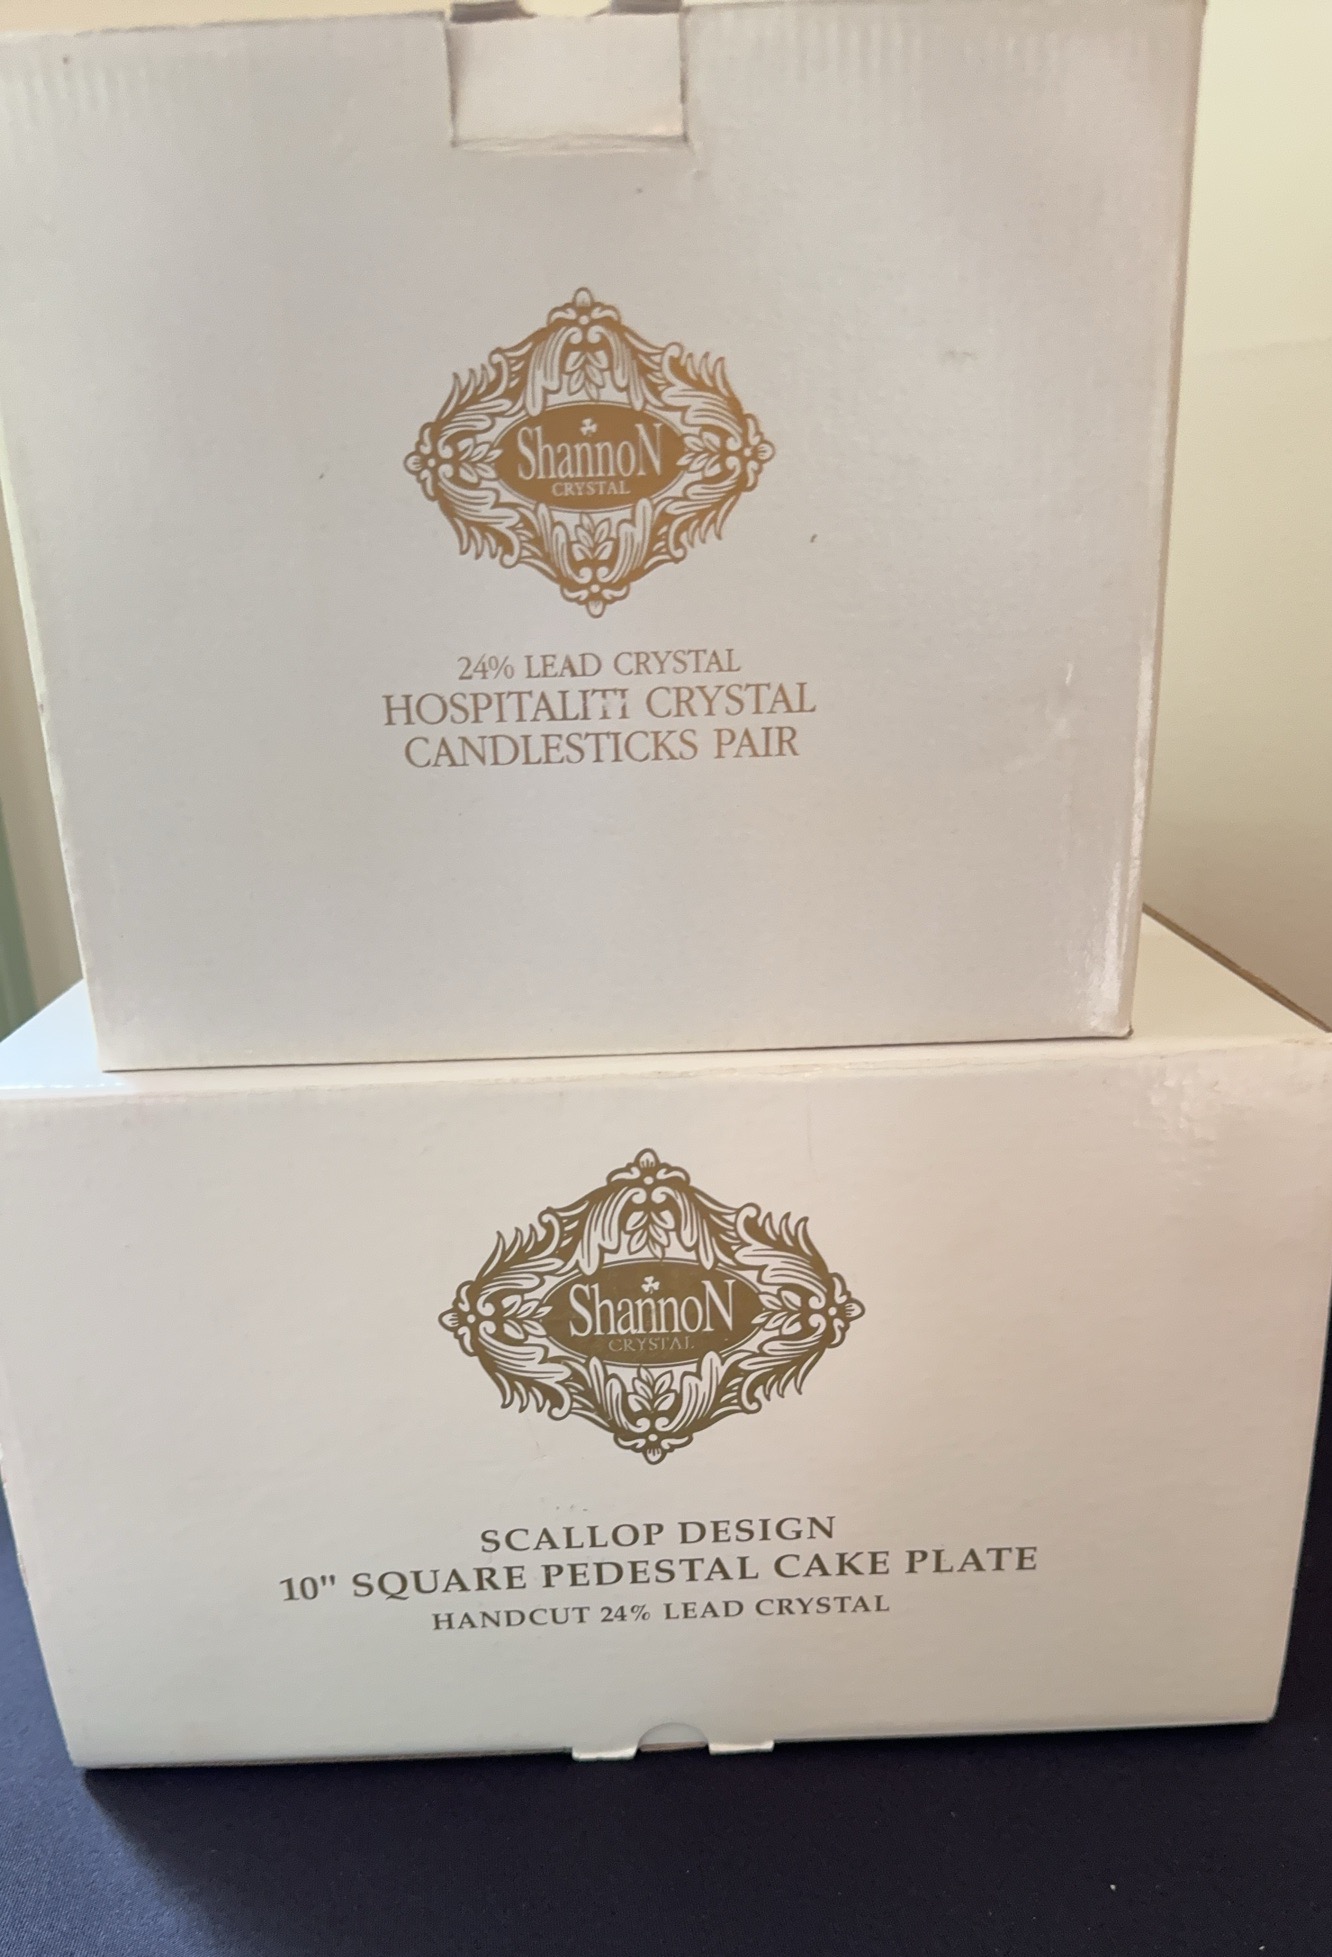 ShannoN
CRYSTAL
24% LEAD CRYSTAL
HOSPITALITI CRYSTAL
CANDLESTICKS PAIR
ShannoN
CRYSTAL
SCALLOP DESIGN
10" SQUARE PEDESTAL CAKE PLATE
HANDCUT 24% LEAD CRYSTAL